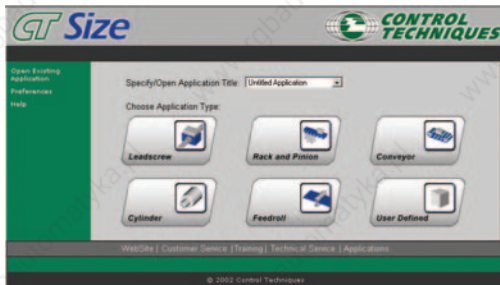 CT Size
CONTROL
TECHNIQUES
Open Existing
Application
Preferences
Help
Specify/Open Application Title: Untitled Application
Choose Application Type:
Leadscrew
Rack and Pinion
Conveyor
Cylinder
Feedroll
User Defined
WebSite | Customer Service | Training | Technical Service | Applications
© 2002 Control Techniques